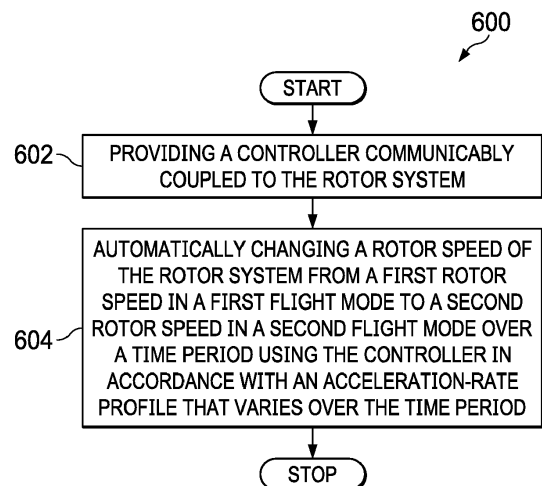 600
START
602
PROVIDING A CONTROLLER COMMUNICABLY
COUPLED TO THE ROTOR SYSTEM
AUTOMATICALLY CHANGING A ROTOR SPEED OF
THE ROTOR SYSTEM FROM A FIRST ROTOR
SPEED IN A FIRST FLIGHT MODE TO A SECOND
ROTOR SPEED IN A SECOND FLIGHT MODE OVER
604
A TIME PERIOD USING THE CONTROLLER IN
ACCORDANCE WITH AN ACCELERATION-RATE
PROFILE THAT VARIES OVER THE TIME PERIOD
STOP